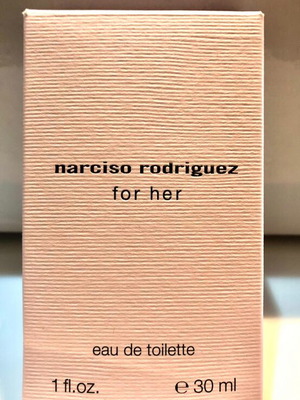 narciso rodriguez
for her
eau de toilette
1 fl.oz. ℮ 30 ml